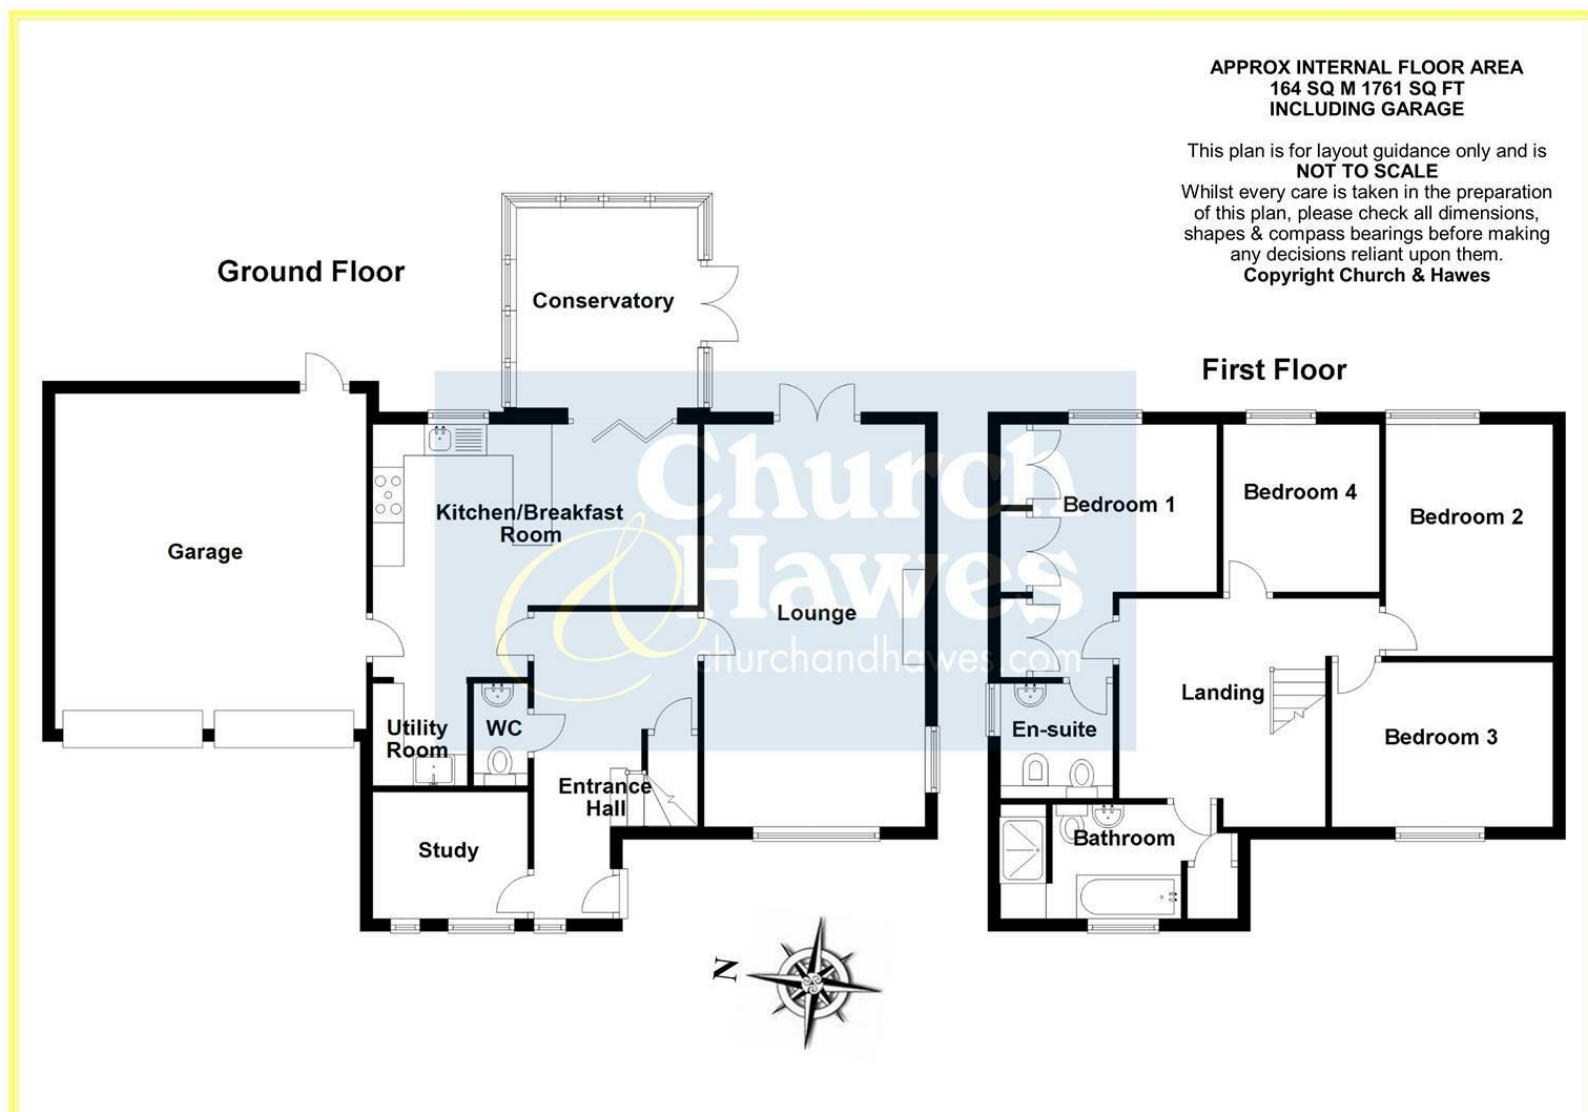 APPROX INTERNAL FLOOR AREA
164 SQ M 1761 SQ FT
INCLUDING GARAGE
This plan is for layout guidance only and is
NOT TO SCALE
Whilst every care is taken in the preparation
of this plan, please check all dimensions,
shapes & compass bearings before making
any decisions reliant upon them.
Copyright Church & Hawes
Ground Floor
Conservatory
Kitchen/Breakfast
Room
Garage
Lounge
Utility
Room
WC
Entrance
Hall
Study
First Floor
Bedroom 1
Bedroom 4
Bedroom 2
Landing
En-suite
Bedroom 3
Bathroom
Church
& Hawes
churchandhawes.com
N